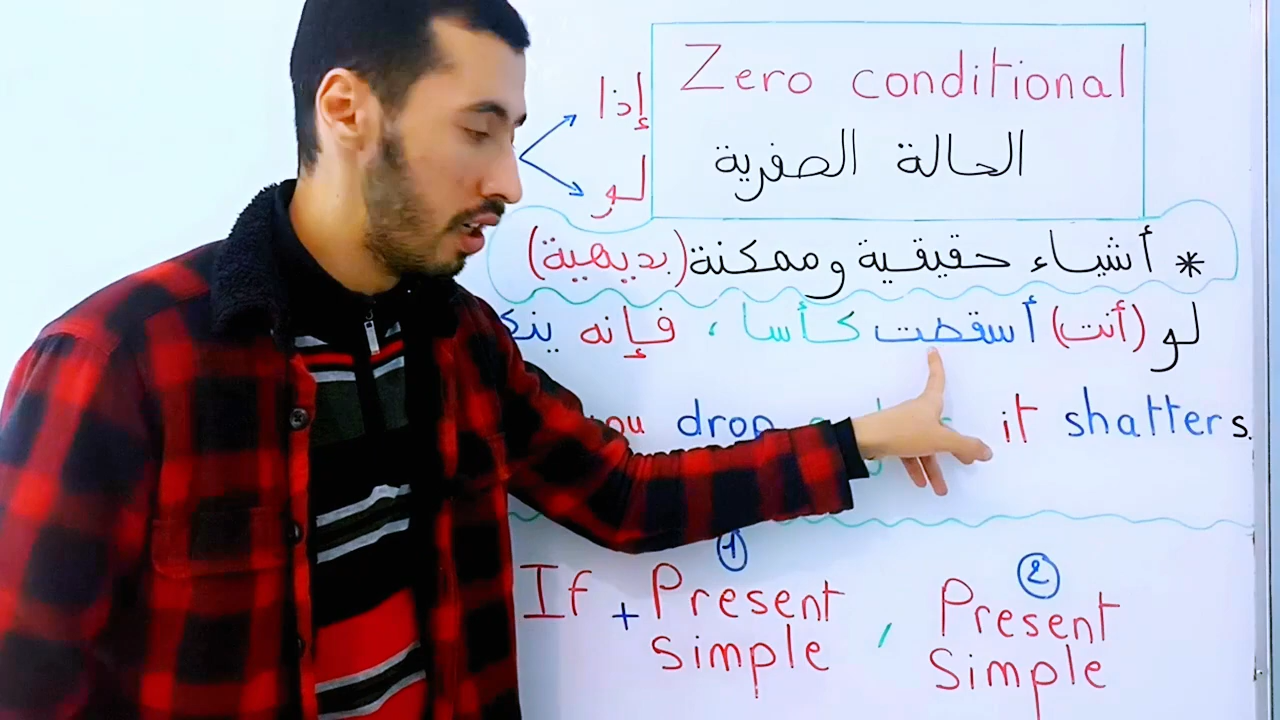 Zero conditional
الحالة الصفرية
إذا
لو
* أشياء حقيقية وممكنة (بديهية)
لو (أنت) أسقطت كأسا ، فإنه
drop it shatters.
1
2
If + Present simple , Present Simple